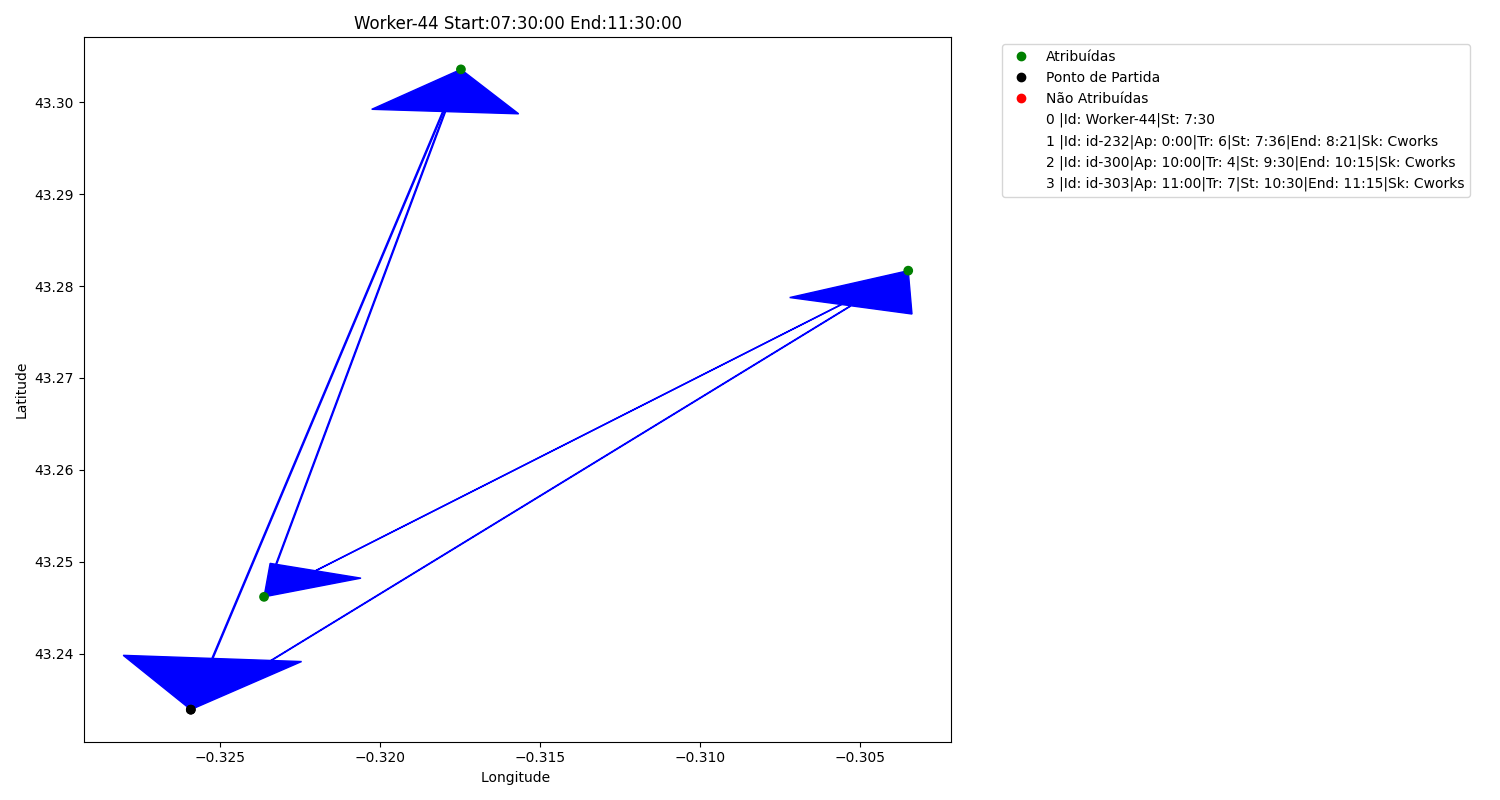 Worker-44 Start:07:30:00 End:11:30:00
Atribuídas
Ponto de Partida
Não Atribuídas
0 |Id: Worker-44|St: 7:30
1 |Id: id-232|Ap: 0:00|Tr: 6|St: 7:36|End: 8:21|Sk: Cworks
2 |Id: id-300|Ap: 10:00|Tr: 4|St: 9:30|End: 10:15|Sk: Cworks
3 |Id: id-303|Ap: 11:00|Tr: 7|St: 10:30|End: 11:15|Sk: Cworks
43.30
43.29
43.28
43.27
43.26
43.25
43.24
Latitude
−0.325
−0.320
−0.315
−0.310
−0.305
Longitude